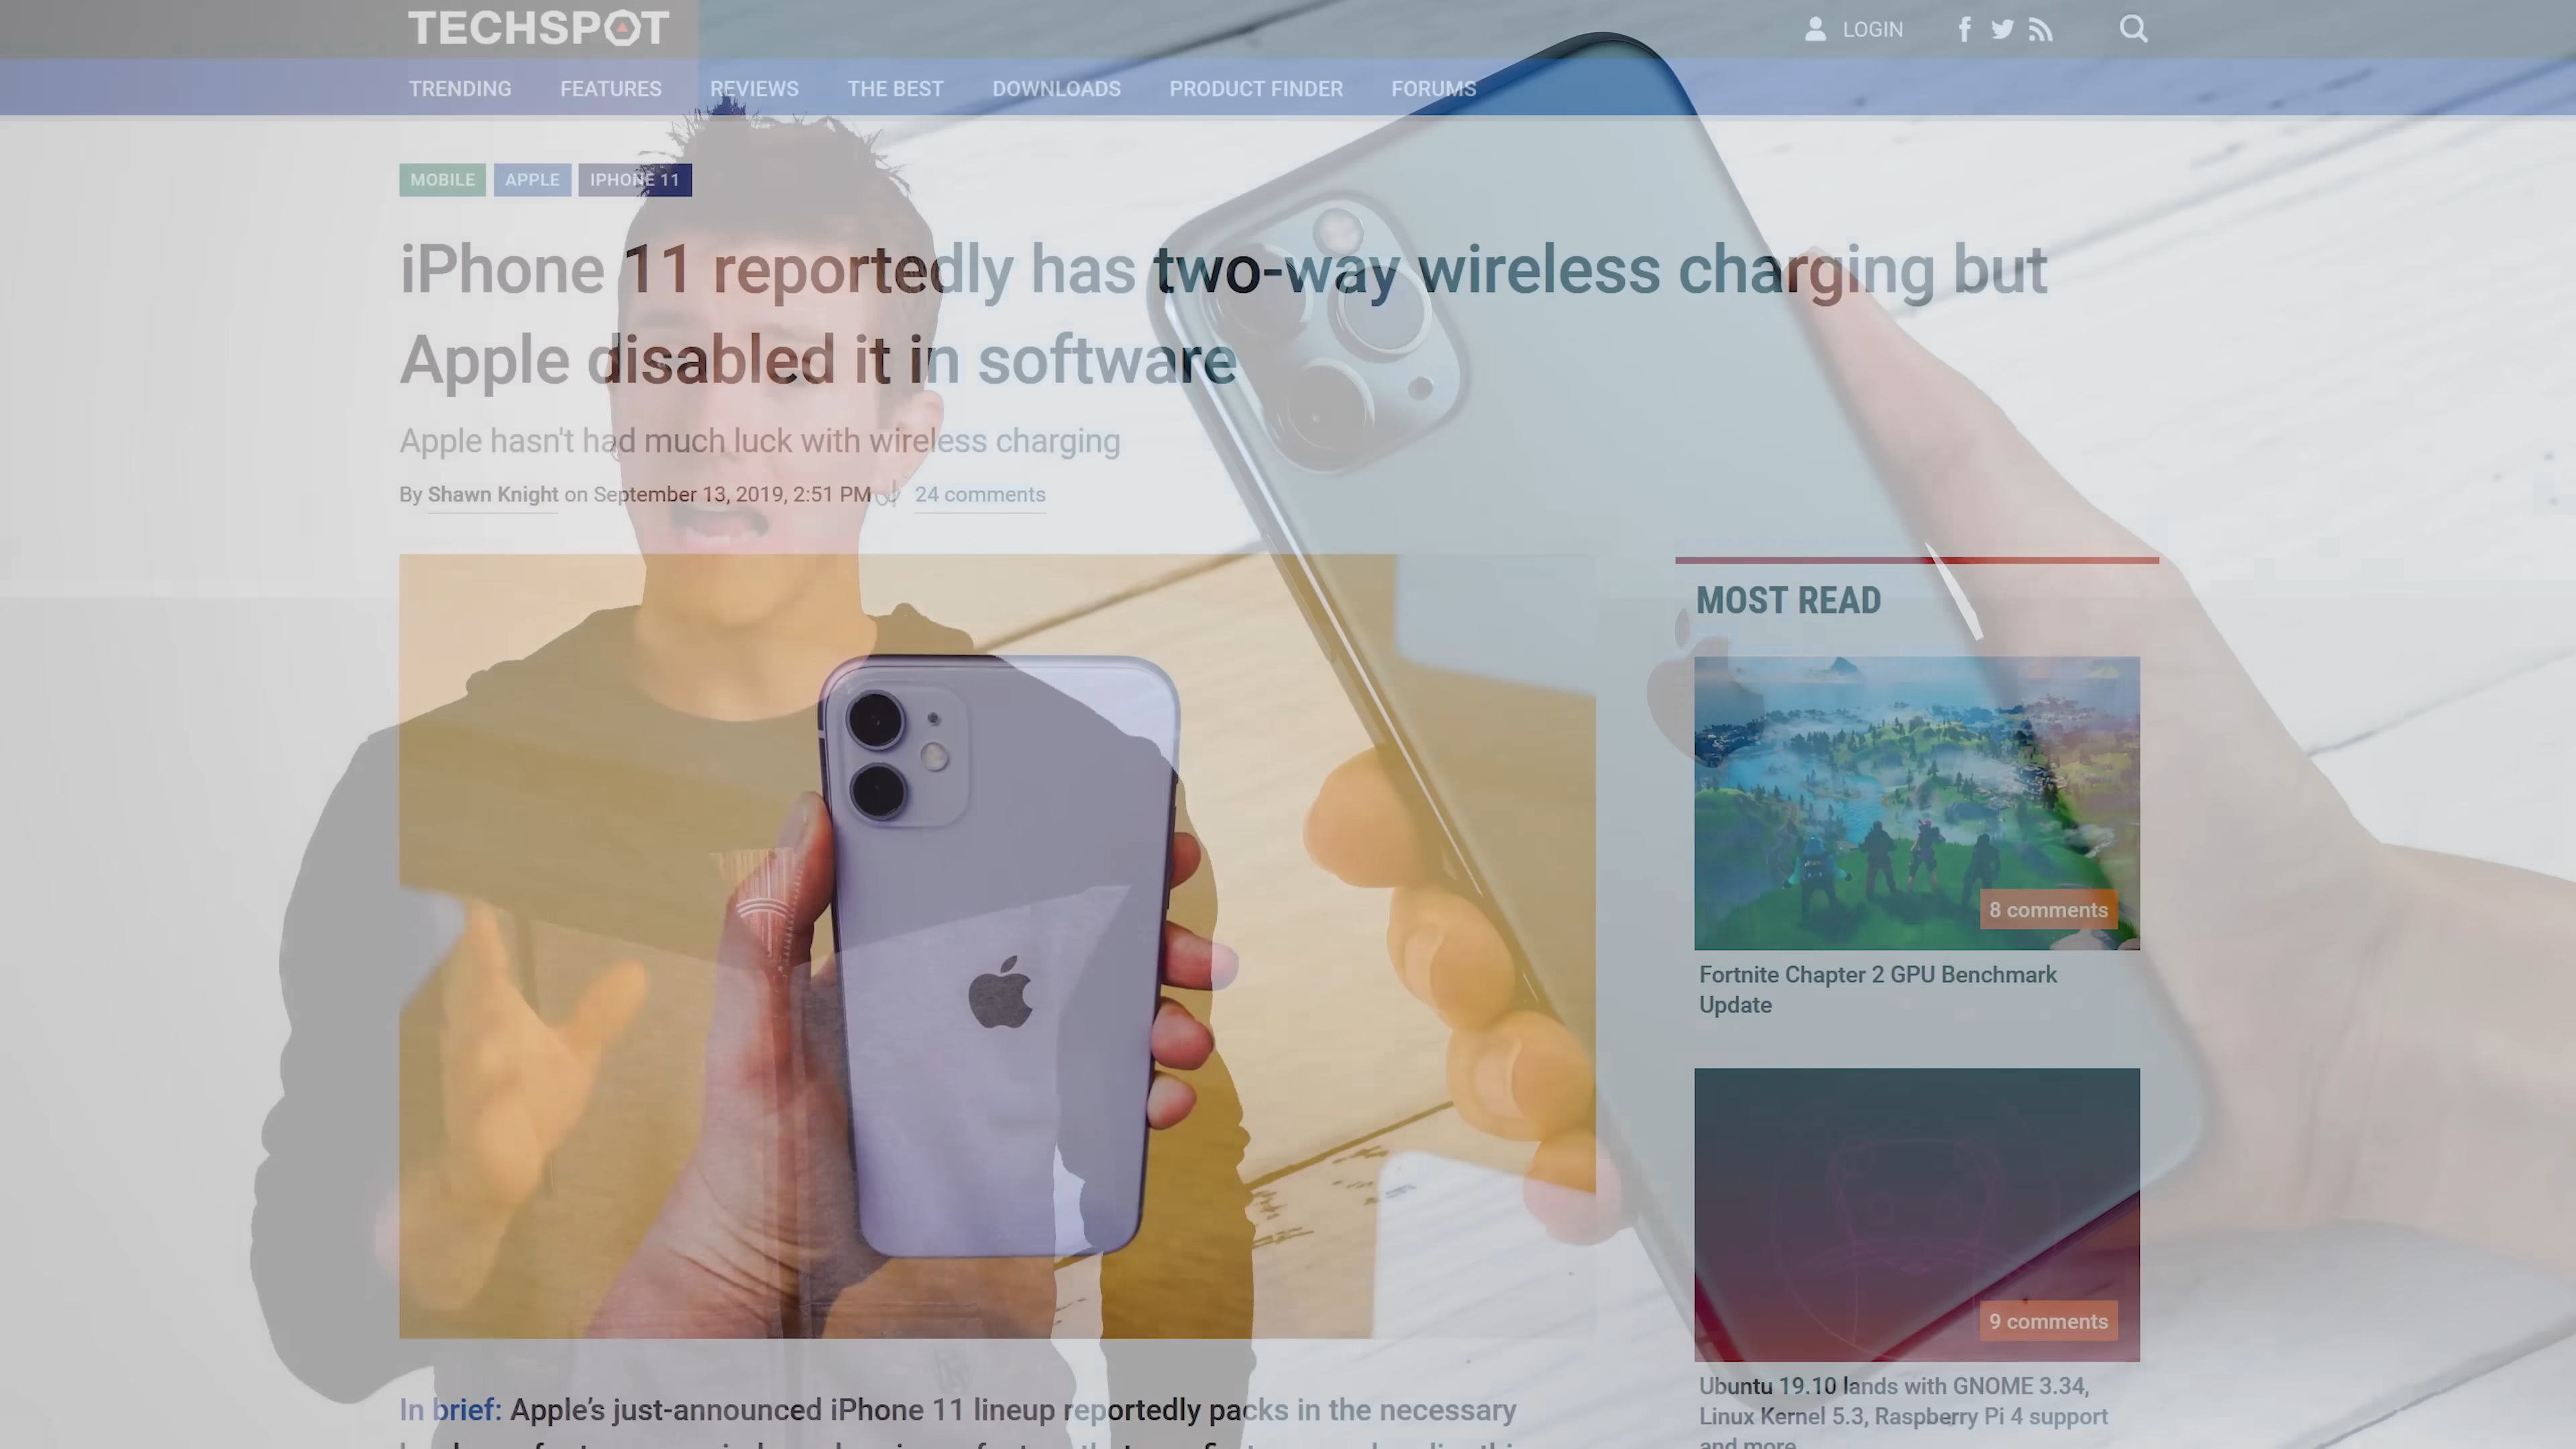 TECHSPOT
LOGIN
TRENDING FEATURES REVIEWS THE BEST DOWNLOADS PRODUCT FINDER FORUMS
MOBILE APPLE IPHONE 11
iPhone 11 reportedly has two-way wireless charging but
Apple disabled it in software
Apple hasn't had much luck with wireless charging
By Shawn Knight on September 13, 2019, 2:51 PM 24 comments
MOST READ
8 comments
Fortnite Chapter 2 GPU Benchmark
Update
9 comments
Ubuntu 19.10 lands with GNOME 3.34,
Linux Kernel 5.3, Raspberry Pi 4 support
and more
In brief: Apple's just-announced iPhone 11 lineup reportedly packs in the necessary